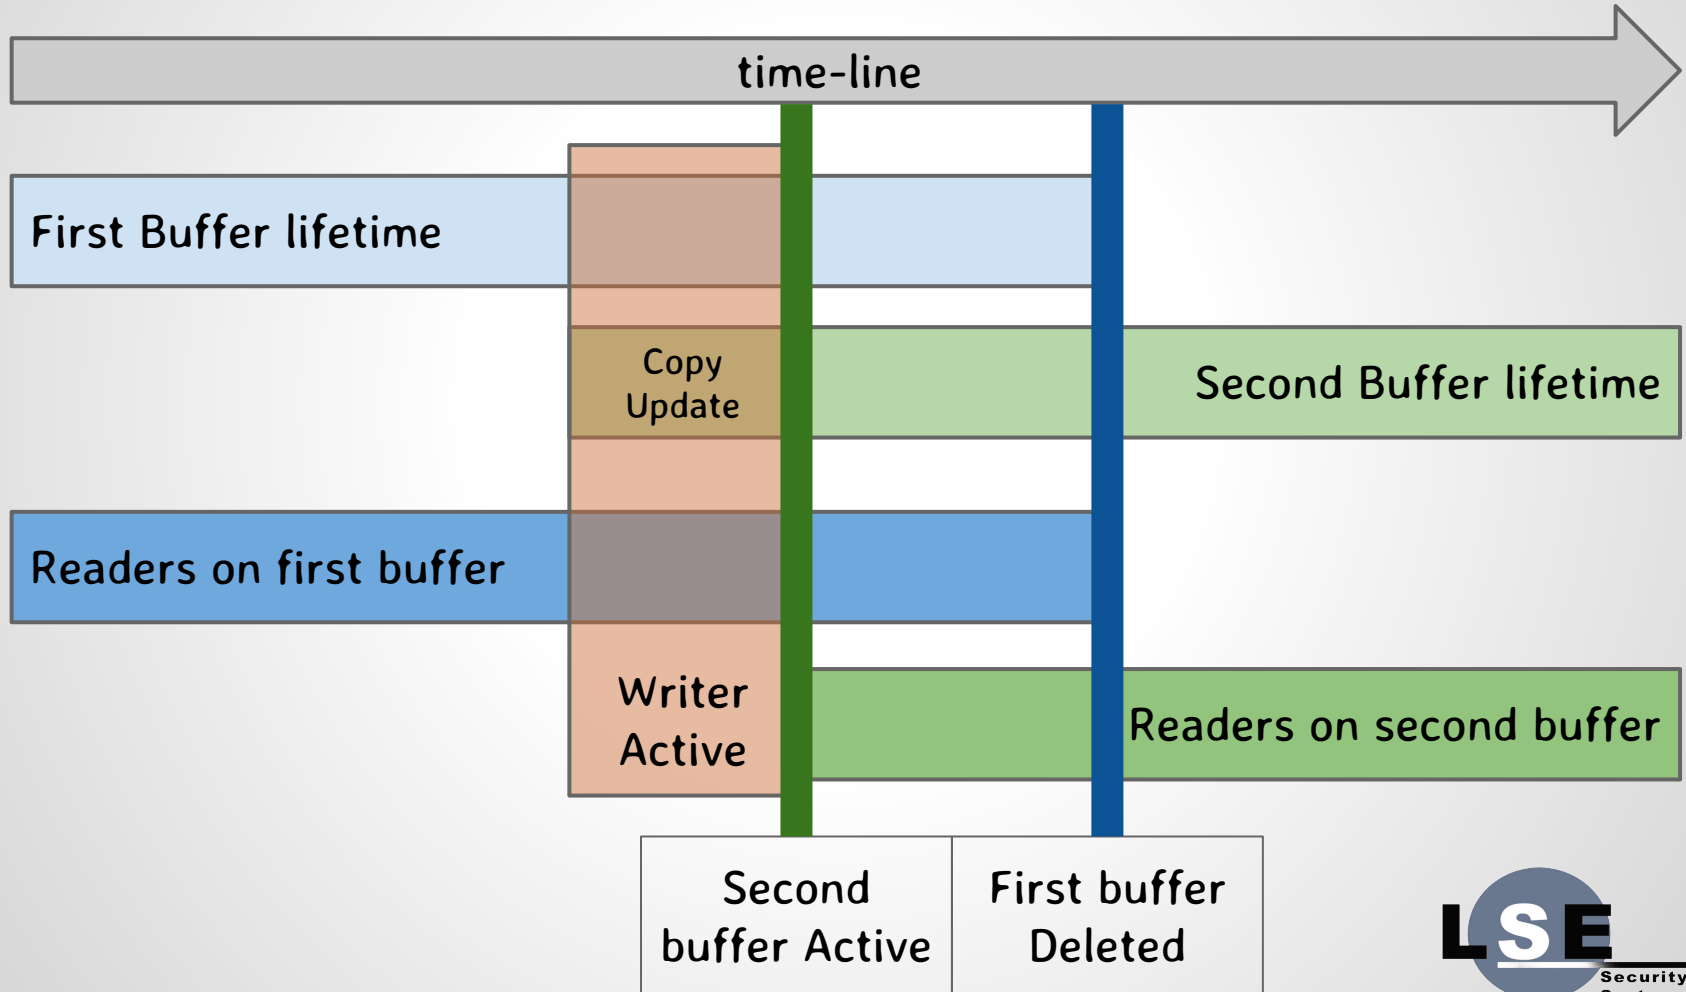 time-line
First Buffer lifetime
Copy
Update
Second Buffer lifetime
Readers on first buffer
Writer
Active
Readers on second buffer
Second
buffer Active
First buffer
Deleted
LSE
Security